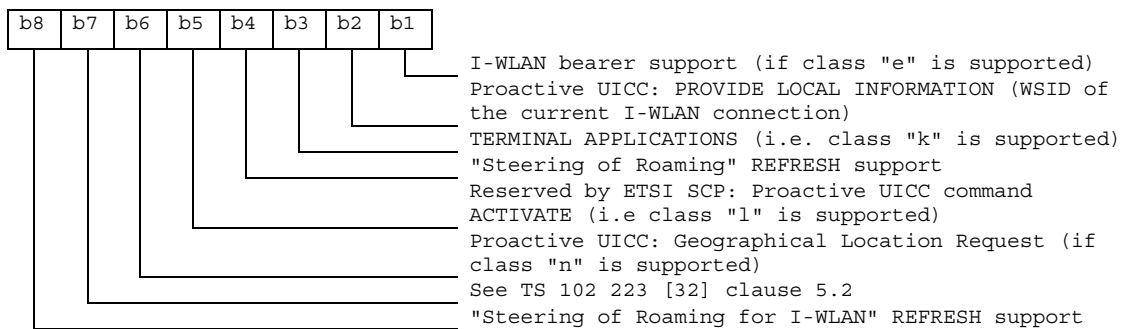 b8 b7 b6 b5 b4 b3 b2 b1
I-WLAN bearer support (if class "e" is supported)
Proactive UICC: PROVIDE LOCAL INFORMATION (WSID of
the current I-WLAN connection)
TERMINAL APPLICATIONS (i.e. class "k" is supported)
"Steering of Roaming" REFRESH support
Reserved by ETSI SCP: Proactive UICC command
ACTIVATE (i.e class "l" is supported)
Proactive UICC: Geographical Location Request (if
class "n" is supported)
See TS 102 223 [32] clause 5.2
"Steering of Roaming for I-WLAN" REFRESH support